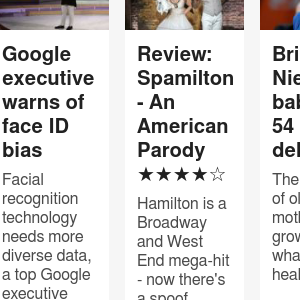 Google
executive
warns of
face ID
bias
Facial
recognition
technology
needs more
diverse data,
a top Google
executive
Review:
Spamilton
- An
American
Parody
★★★★☆
Hamilton is a
Broadway
and West
End mega-hit
- now there's
a spoof
Bri
Nie
bab
54
del
The
of ol
moth
grow
wha
heal